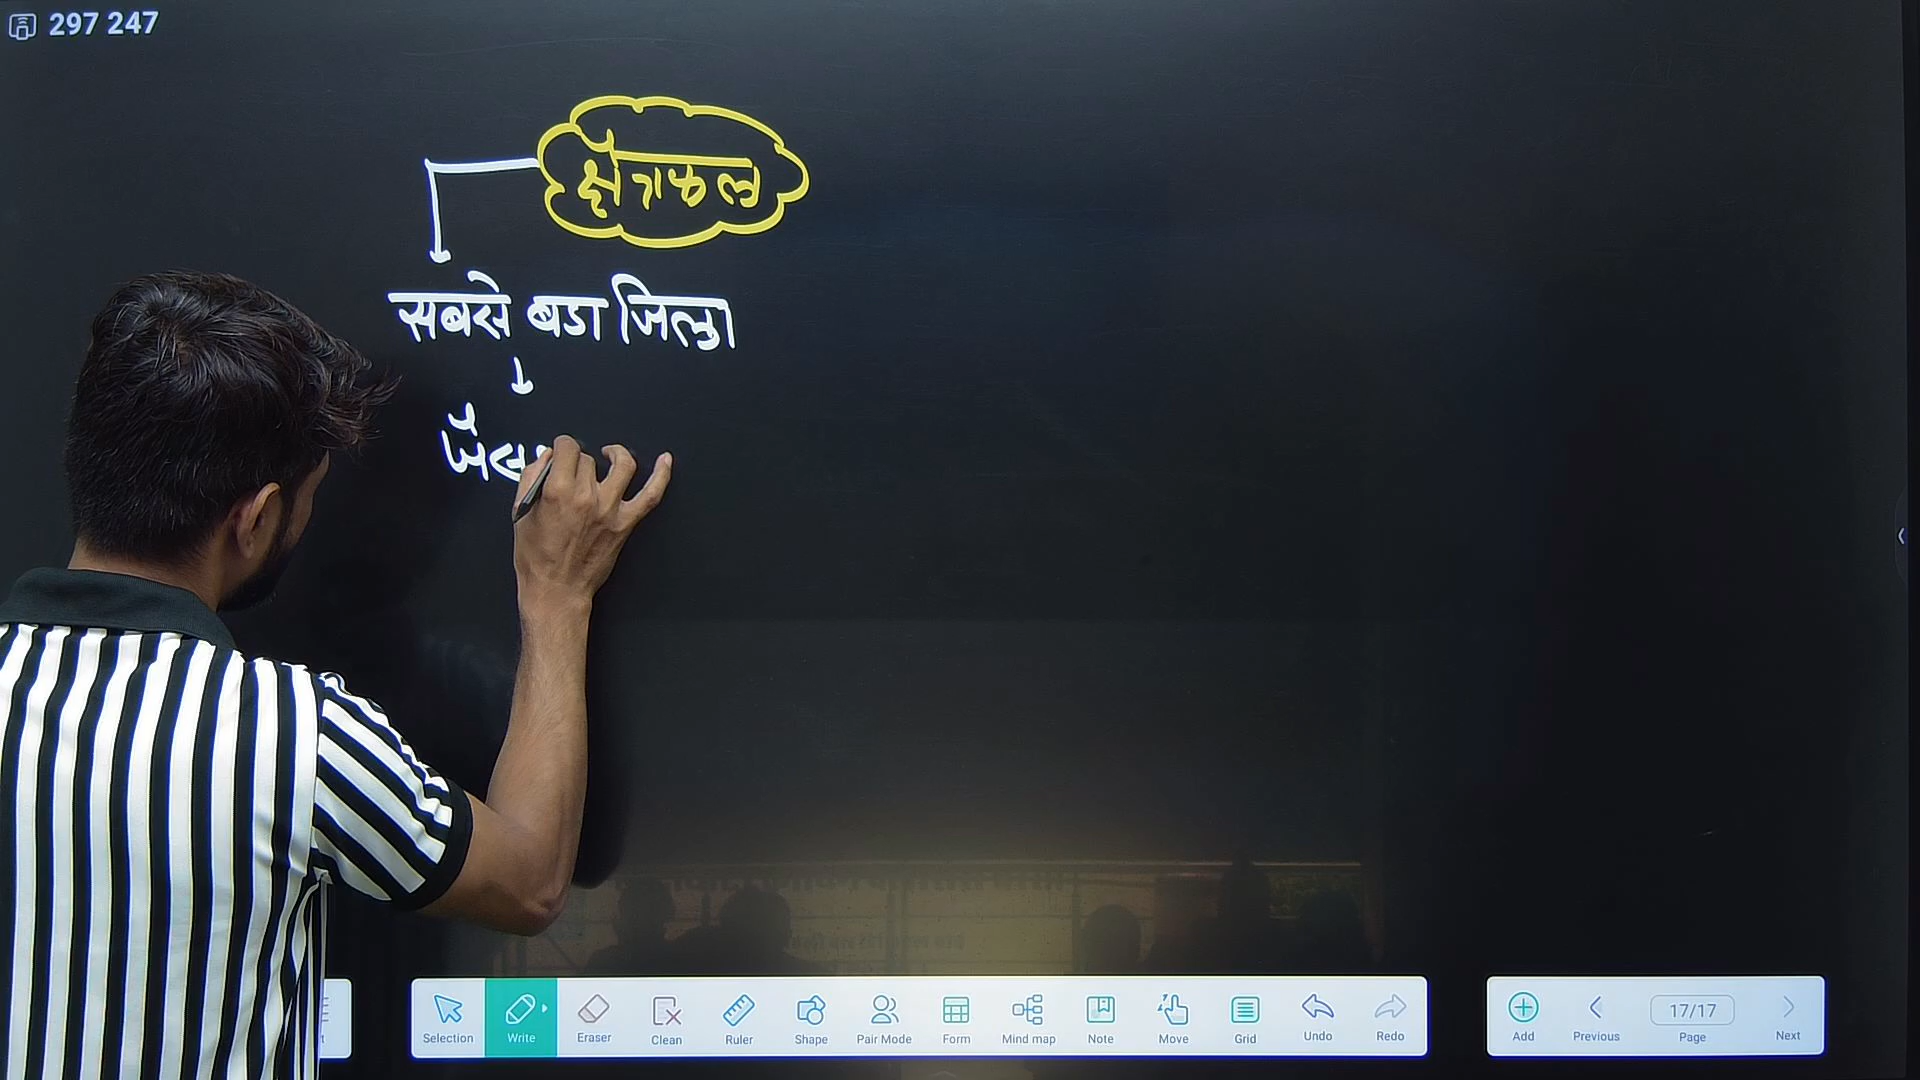 297 247
क्षेत्रफल
सबसे बडा जिला
जैस
Selection
Write
Eraser
Clean
Ruler
Shape
Pair Mode
Form
Mind map
Note
Move
Grid
Undo
Redo
Add
Previous
17/17
Page
Next